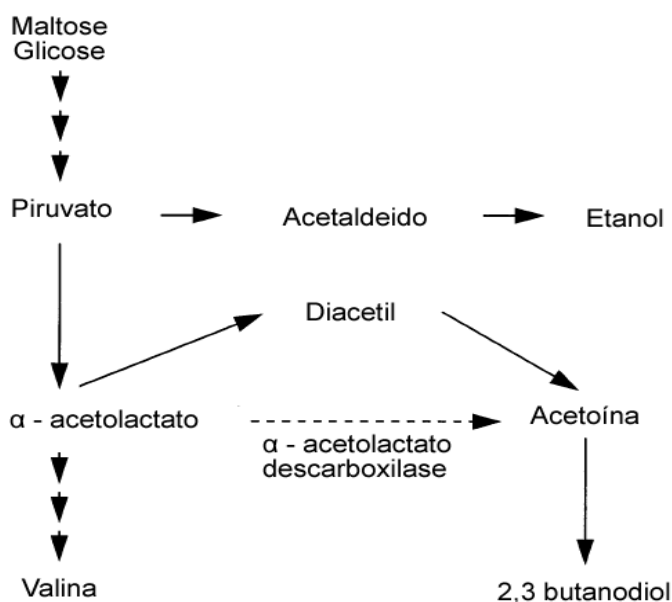 Maltose
Glicose
Piruvato
Acetaldeido
Etanol
Diacetil
α - acetolactato
α - acetolactato
descarboxilase
Acetoína
Valina
2,3 butanodiol